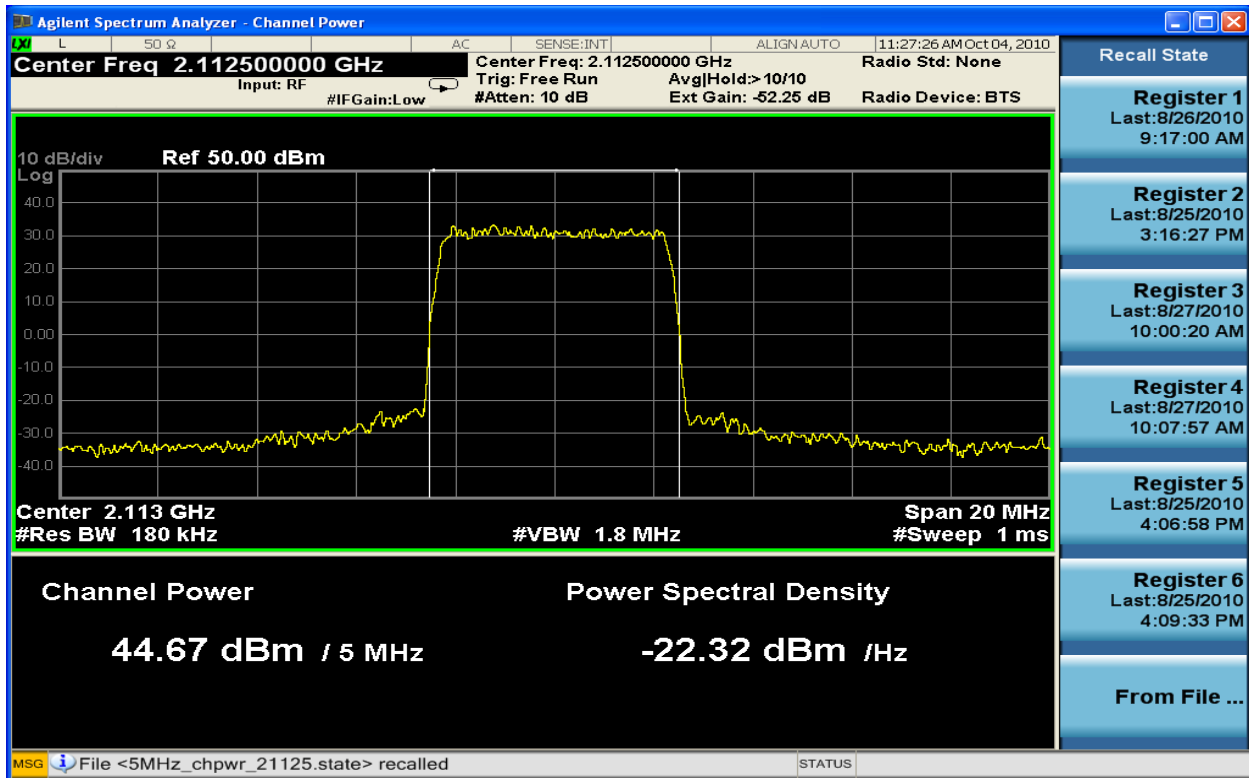 Agilent Spectrum Analyzer - Channel Power
LXI L 50 Ω AC SENSE:INT ALIGN AUTO 11:27:26 AM Oct 04, 2010
Center Freq 2.112500000 GHz
Input: RF
#IFGain:Low
Center Freq: 2.112500000 GHz
Trig: Free Run Avg|Hold:> 10/10
#Atten: 10 dB Ext Gain: -52.25 dB
Radio Std: None
Radio Device: BTS
10 dB/div Ref 50.00 dBm
Log
40.0
30.0
20.0
10.0
0.00
-10.0
-20.0
-30.0
-40.0
Center 2.113 GHz Span 20 MHz
#Res BW 180 kHz #VBW 1.8 MHz #Sweep 1 ms
Channel Power Power Spectral Density
44.67 dBm / 5 MHz -22.32 dBm /Hz
MSG File <5MHz_chpwr_21125.state> recalled STATUS
Recall State
Register 1
Last:8/26/2010
9:17:00 AM
Register 2
Last:8/25/2010
3:16:27 PM
Register 3
Last:8/27/2010
10:00:20 AM
Register 4
Last:8/27/2010
10:07:57 AM
Register 5
Last:8/25/2010
4:06:58 PM
Register 6
Last:8/25/2010
4:09:33 PM
From File ...